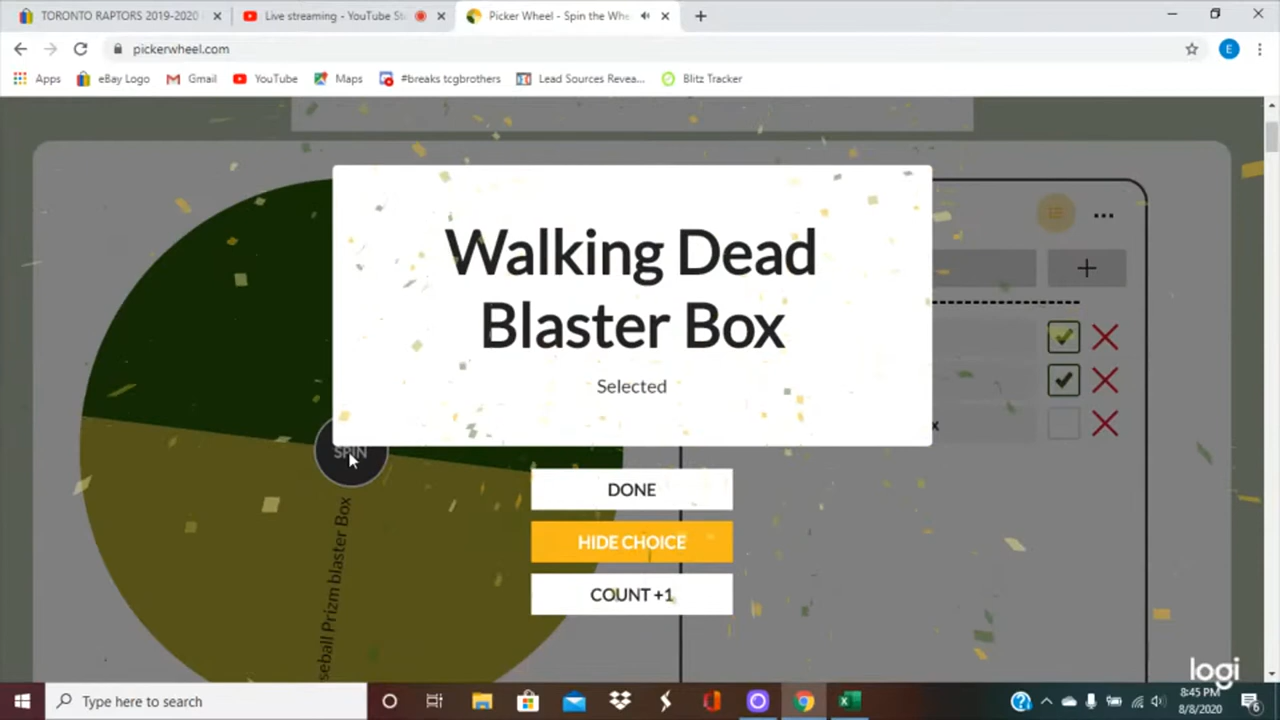 TORONTO RAPTORS 2019-2020
Live streaming - YouTube St
Picker Wheel - Spin the Whe
pickerwheel.com
E
Apps
eBay Logo
Gmail
YouTube
Maps
#breaks tcgbrothers
Lead Sources Revea...
Blitz Tracker
Walking Dead
Blaster Box
Selected
SPIN
x
DONE
HIDE CHOICE
COUNT +1
seball Prizm blaster Box
logi
Type here to search
8:45 PM
8/8/2020
6